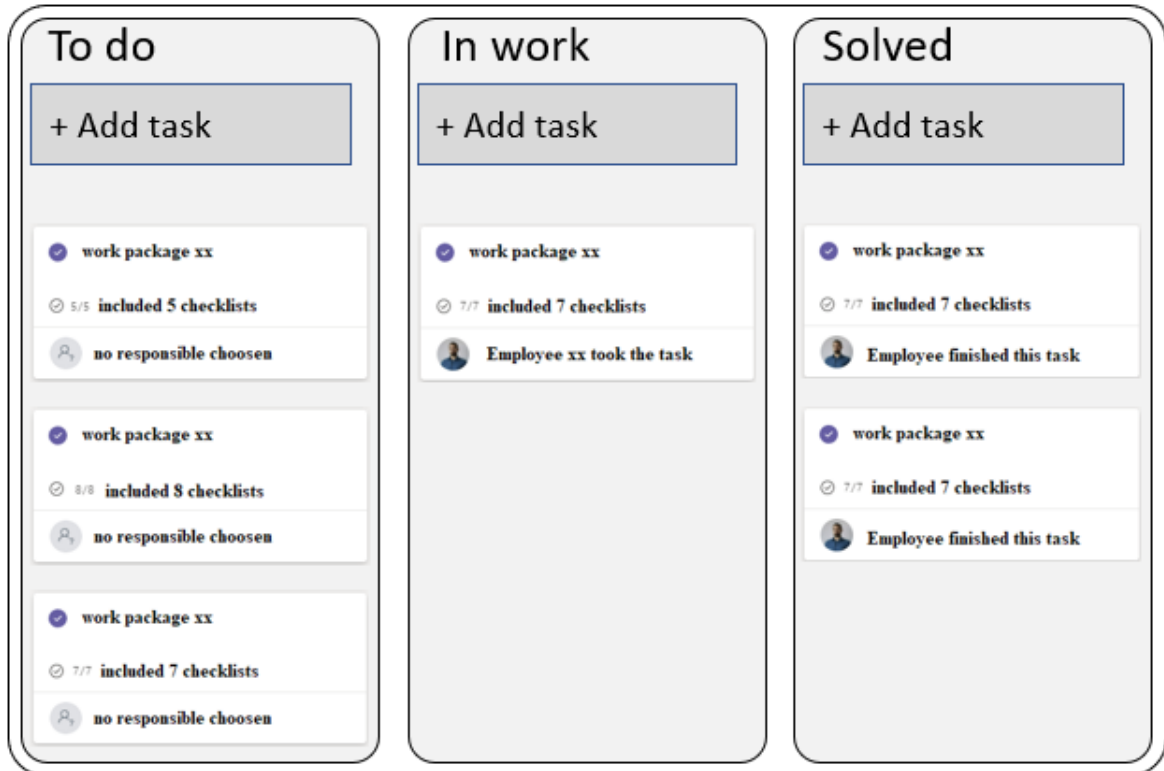 To do
+ Add task
work package xx
5/5 included 5 checklists
no responsible choosen
work package xx
8/8 included 8 checklists
no responsible choosen
work package xx
7/7 included 7 checklists
no responsible choosen
In work
+ Add task
work package xx
7/7 included 7 checklists
Employee xx took the task
Solved
+ Add task
work package xx
7/7 included 7 checklists
Employee finished this task
work package xx
7/7 included 7 checklists
Employee finished this task